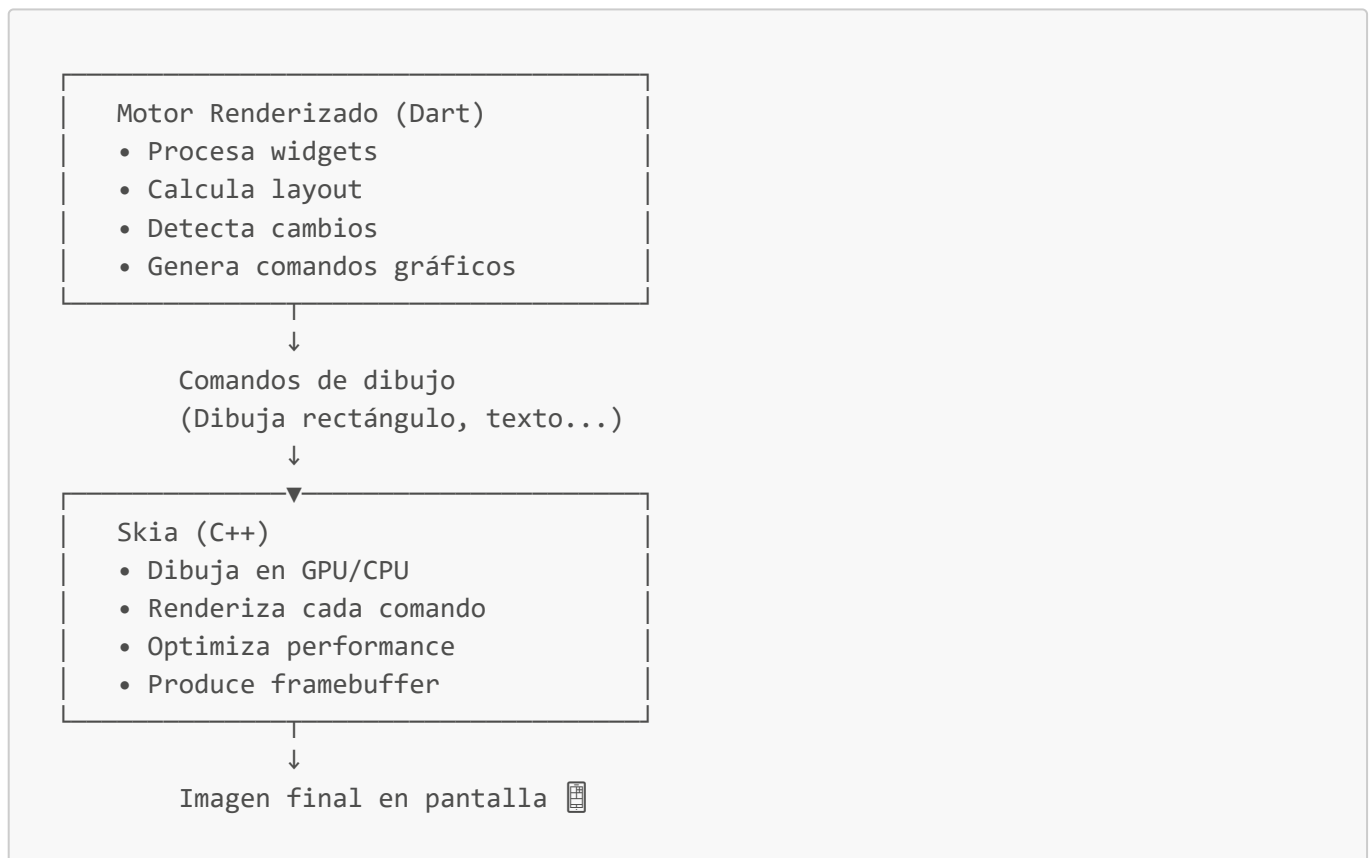 Motor Renderizado (Dart)
• Procesa widgets
• Calcula layout
• Detecta cambios
• Genera comandos gráficos
↓
Comandos de dibujo
(Dibuja rectángulo, texto...)
↓
▼
Skia (C++)
• Dibuja en GPU/CPU
• Renderiza cada comando
• Optimiza performance
• Produce framebuffer
↓
Imagen final en pantalla 📱